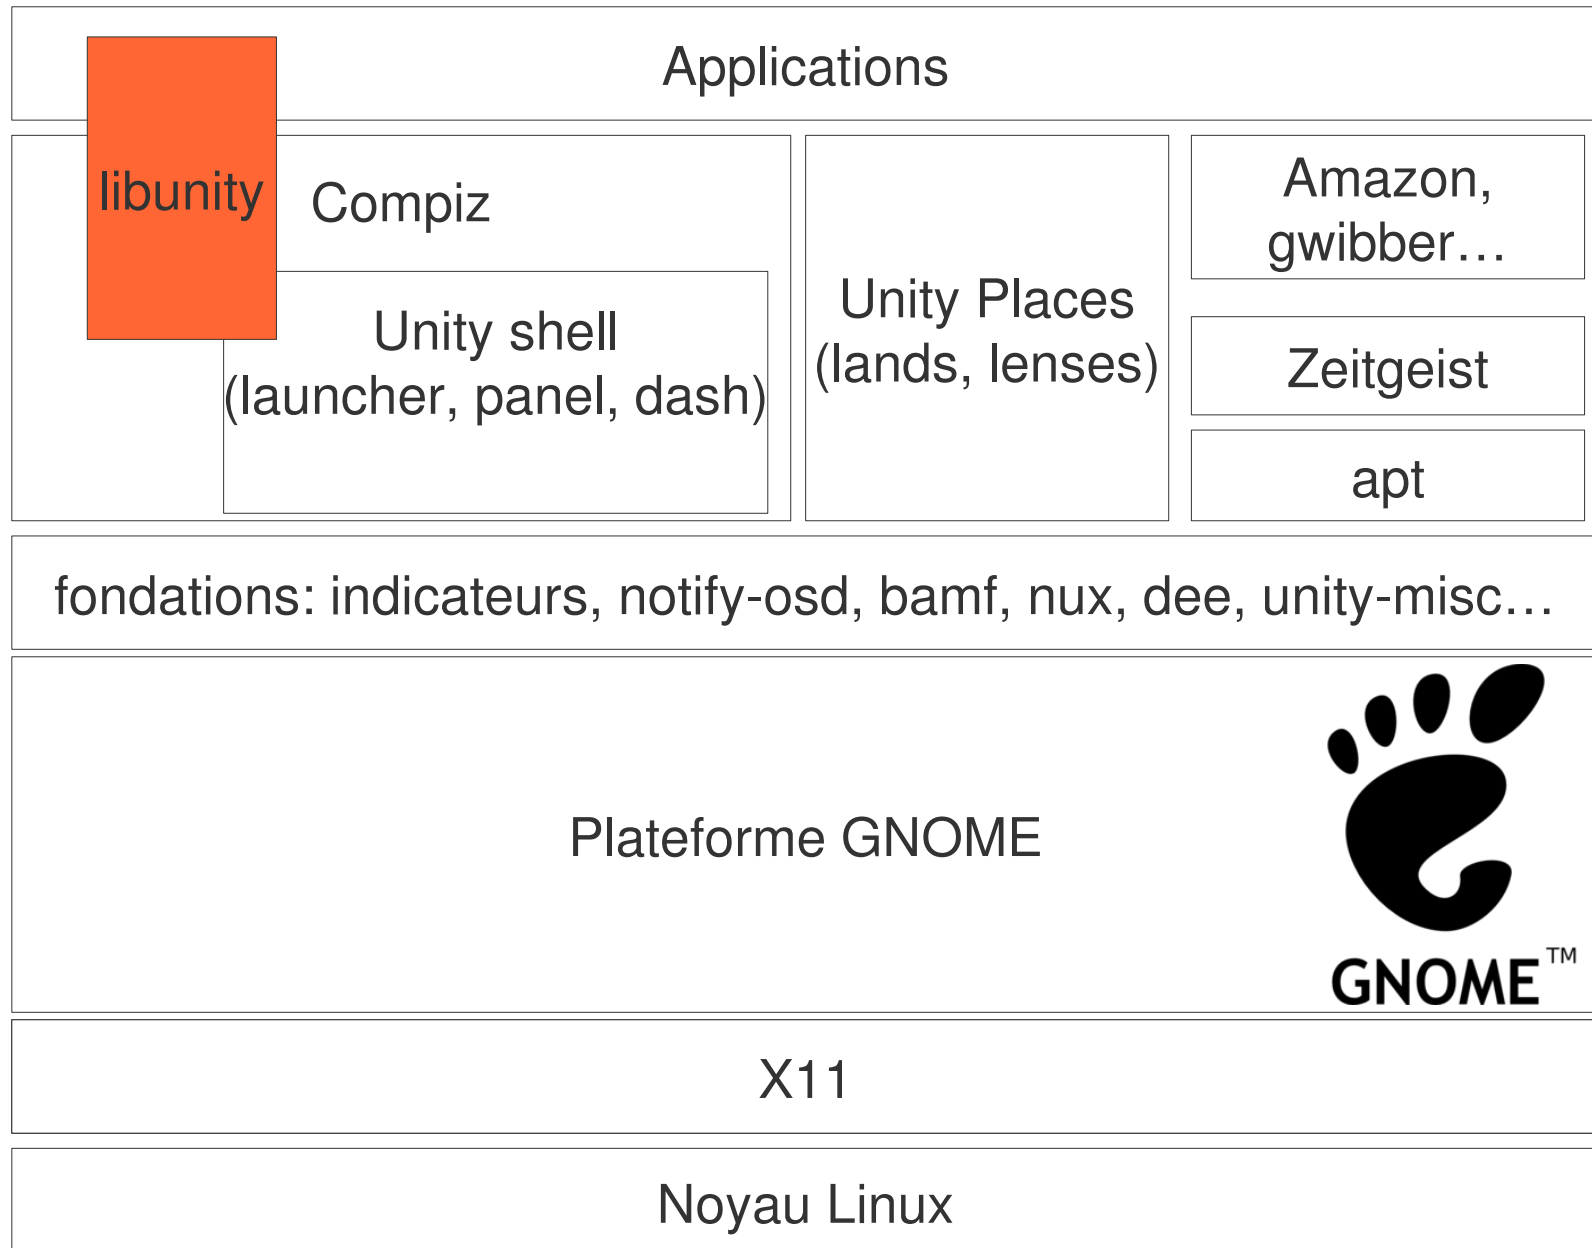 Applications
libunity
Compiz
Unity shell
(launcher, panel, dash)
Unity Places
(lands, lenses)
Amazon,
gwibber…
Zeitgeist
apt
fondations: indicateurs, notify-osd, bamf, nux, dee, unity-misc…
Plateforme GNOME
GNOME™
X11
Noyau Linux